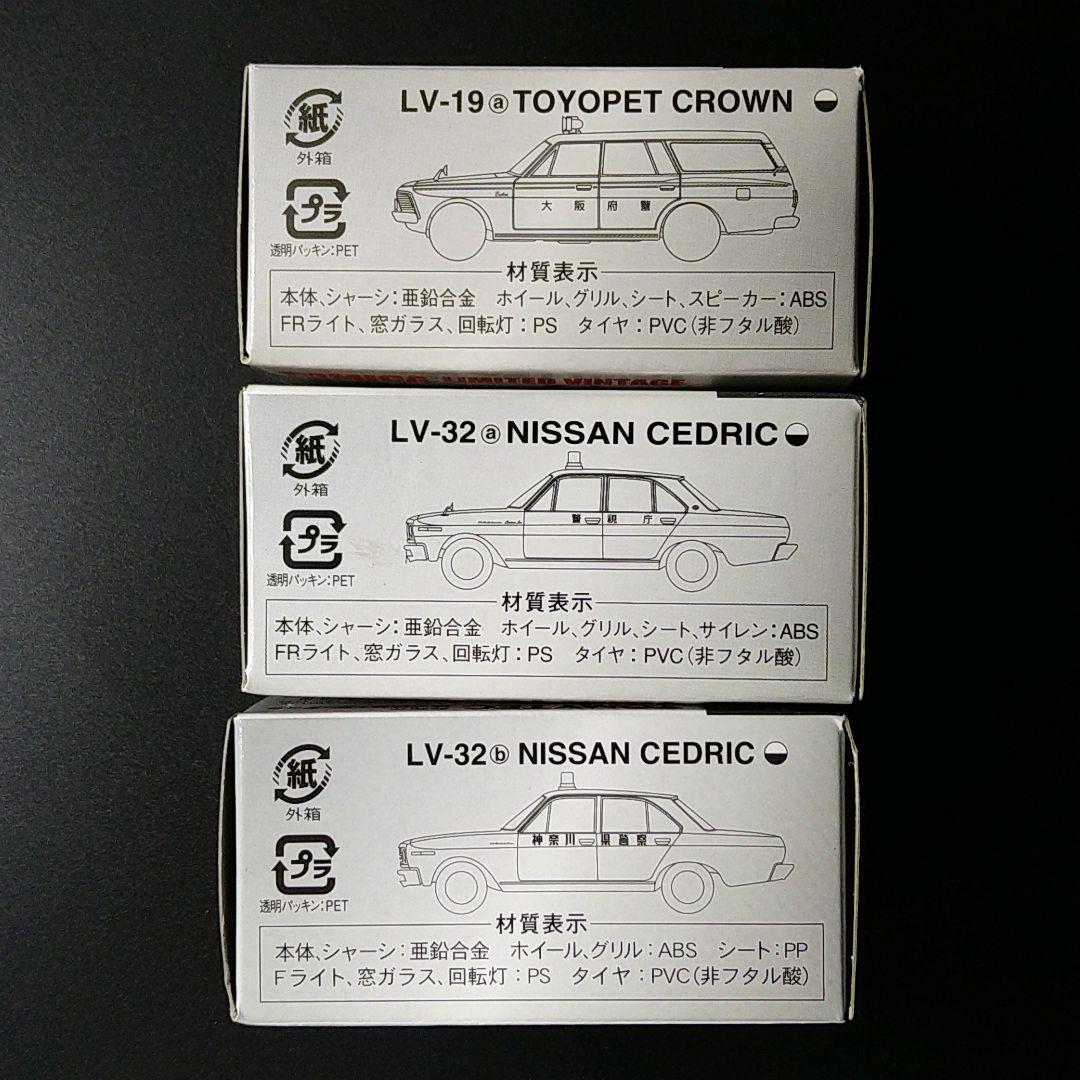 LV-19 ⓐ TOYOPET CROWN
紙
外箱
プラ
透明パッキン:PET
大阪府警
材質表示
本体、シャーシ:亜鉛合金 ホイール、グリル、シート、スピーカー:ABS
FRライト、窓ガラス、回転灯:PS タイヤ:PVC(非フタル酸)
LIMITED VINTAGE
LV-32 ⓐ NISSAN CEDRIC
紙
外箱
プラ
透明パッキン:PET
警視庁
材質表示
本体、シャーシ:亜鉛合金 ホイール、グリル、シート、サイレン:ABS
FRライト、窓ガラス、回転灯:PS タイヤ:PVC(非フタル酸)
LV-32 ⓑ NISSAN CEDRIC
紙
外箱
プラ
透明パッキン:PET
神奈川県警察
材質表示
本体、シャーシ:亜鉛合金 ホイール、グリル:ABS シート:PP
Fライト、窓ガラス、回転灯:PS タイヤ:PVC(非フタル酸)